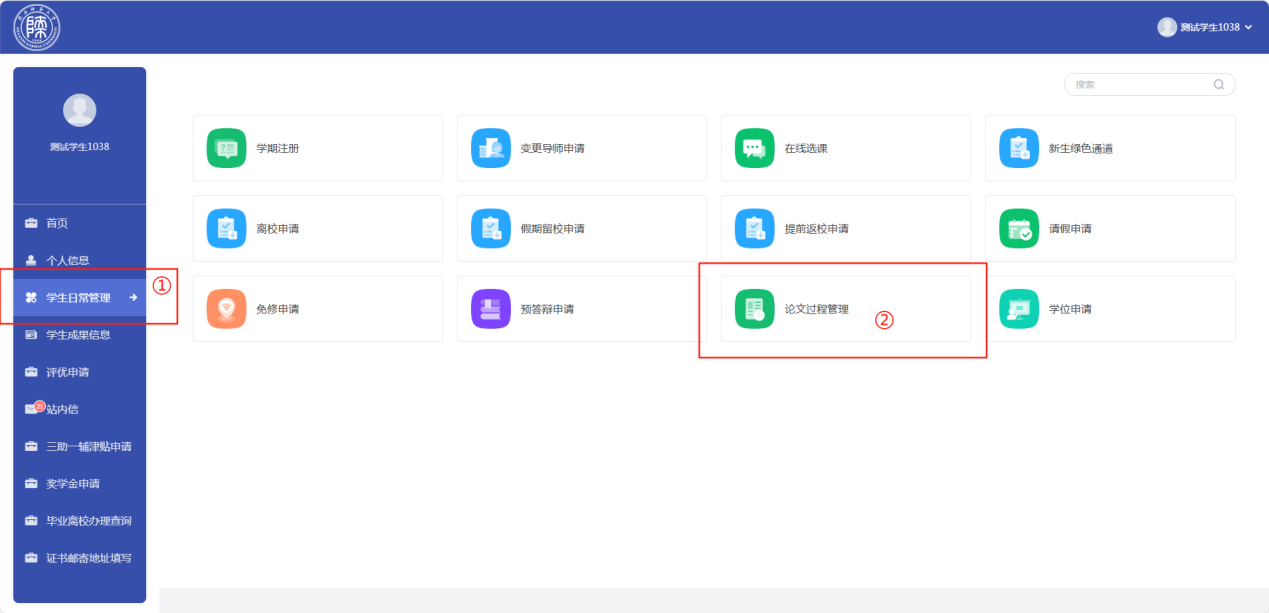 测试学生1038
搜索
测试学生1038
首页
个人信息
学生日常管理
①
学生成果信息
评优申请
站内信
三助一辅津贴申请
奖学金申请
毕业离校办理查询
证书邮寄地址填写
学期注册
变更导师申请
在线选课
新生绿色通道
离校申请
假期留校申请
提前返校申请
请假申请
免修申请
预答辩申请
论文过程管理
②
学位申请